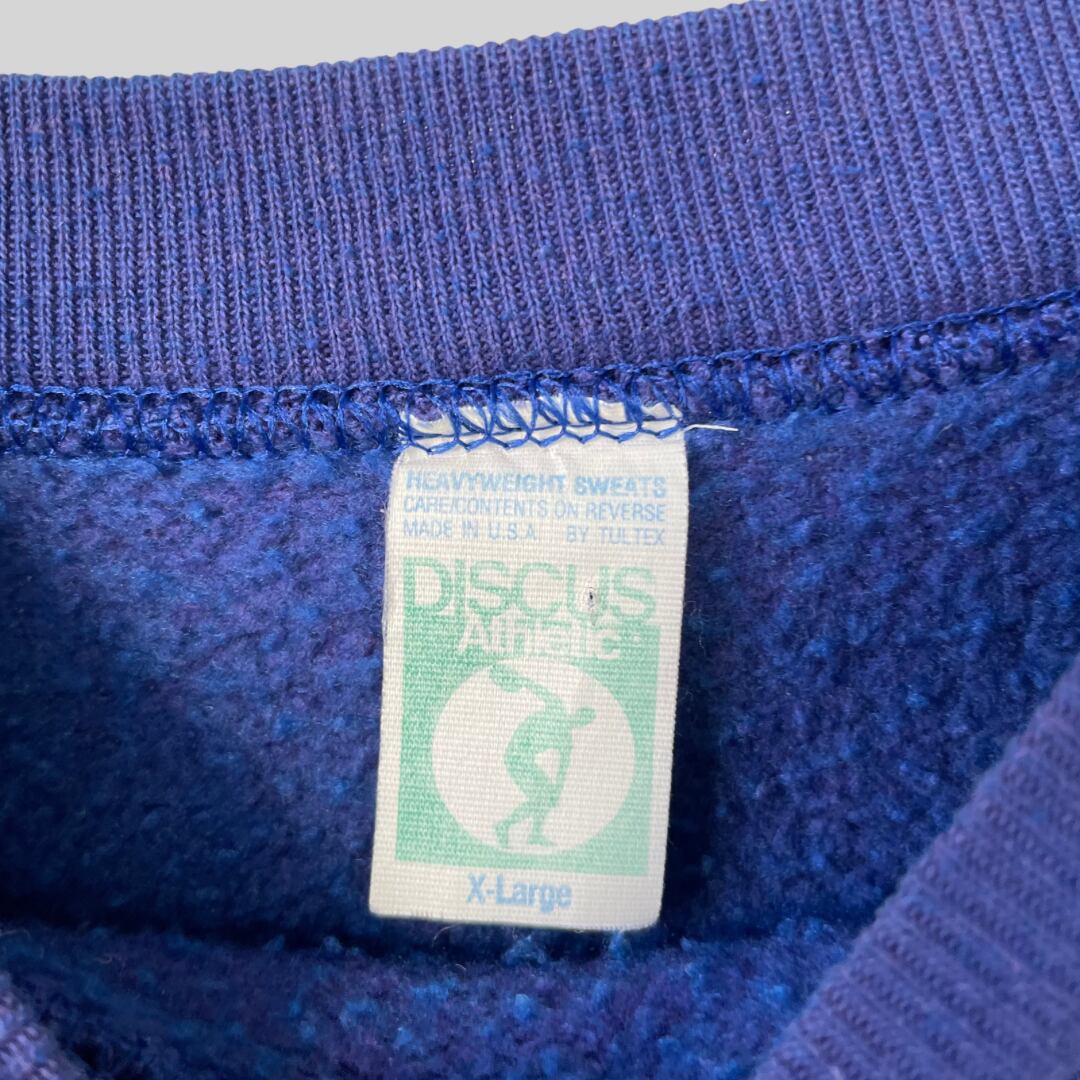 HEAVYWEIGHT SWEATS
CARE/CONTENTS ON REVERSE
MADE IN U.S.A. BY TULTEX
DISCUS
Athletic®
X-Large